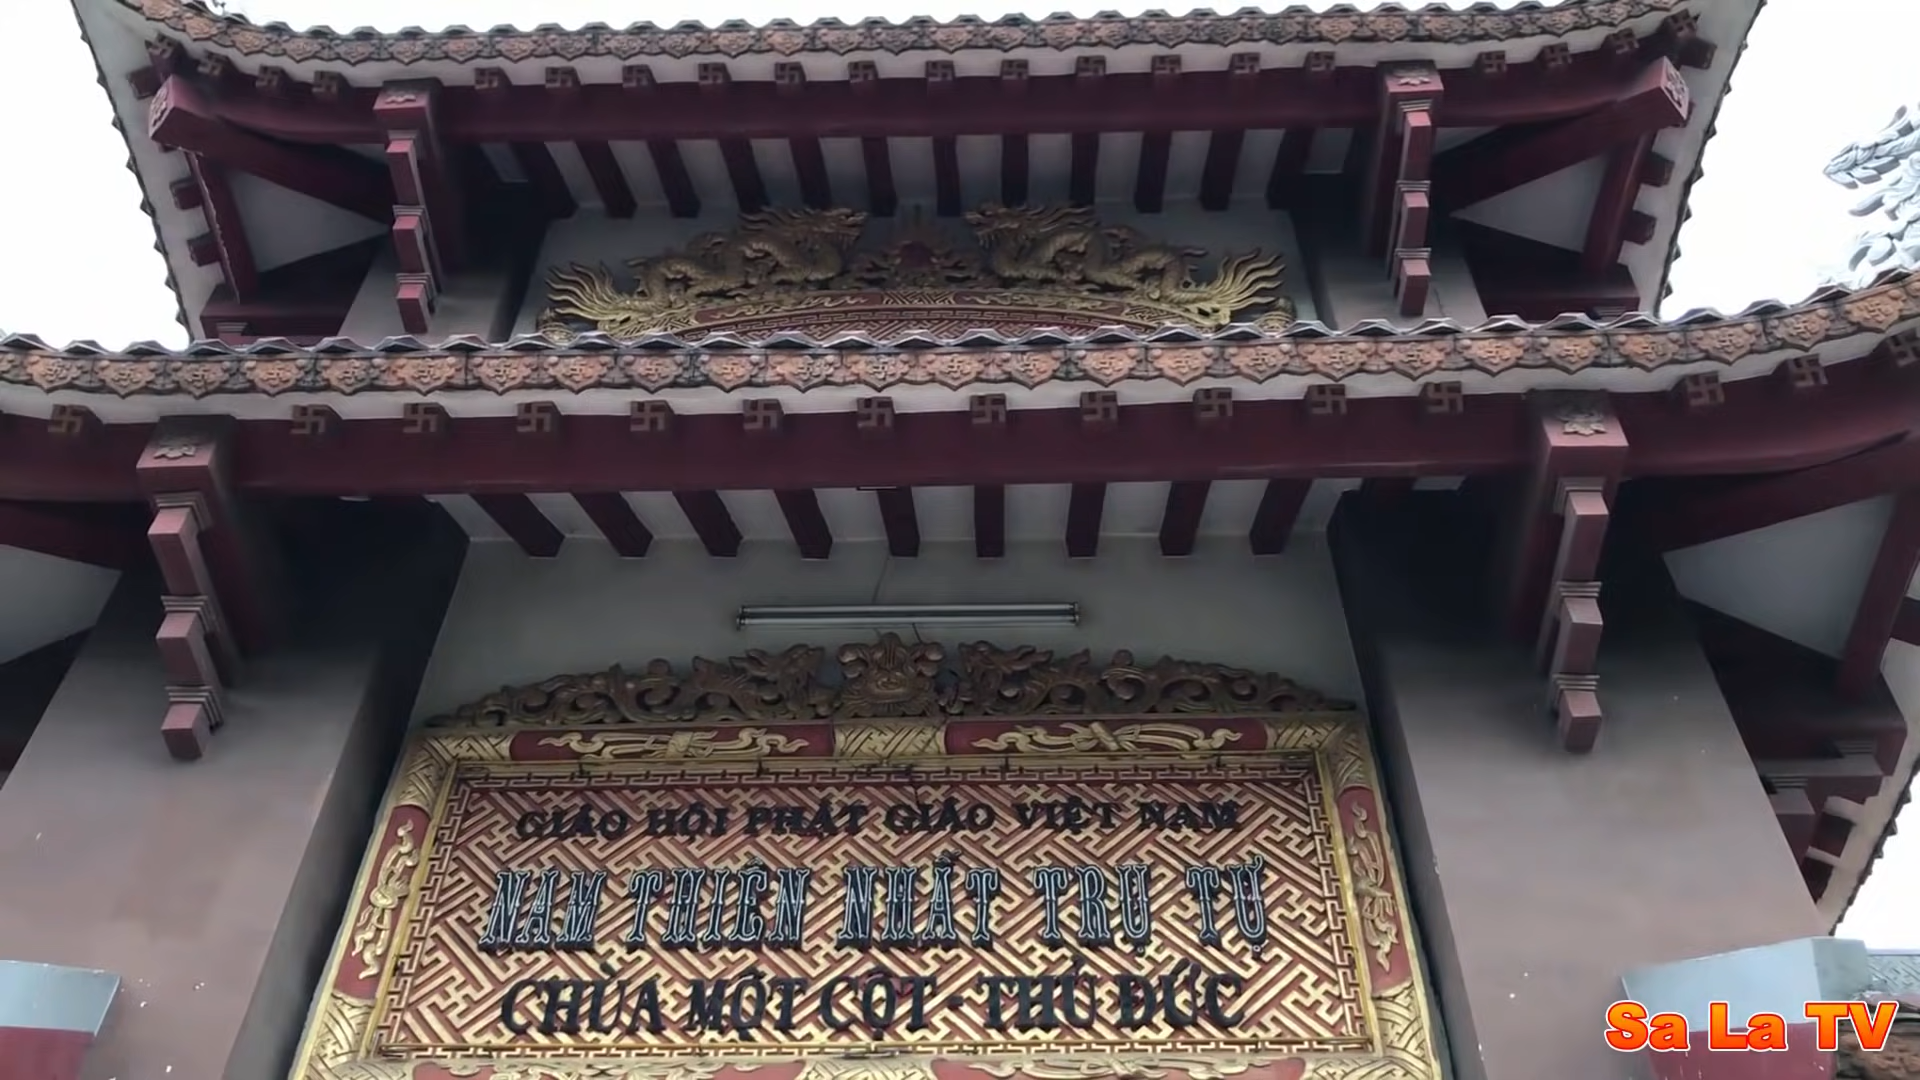 GIÁO HỘI PHẬT GIÁO VIỆT NAM
NAM THIÊN NHẤT TRỤ TỰ
CHÙA MỘT CỘT - THỦ ĐỨC
Sa La TV